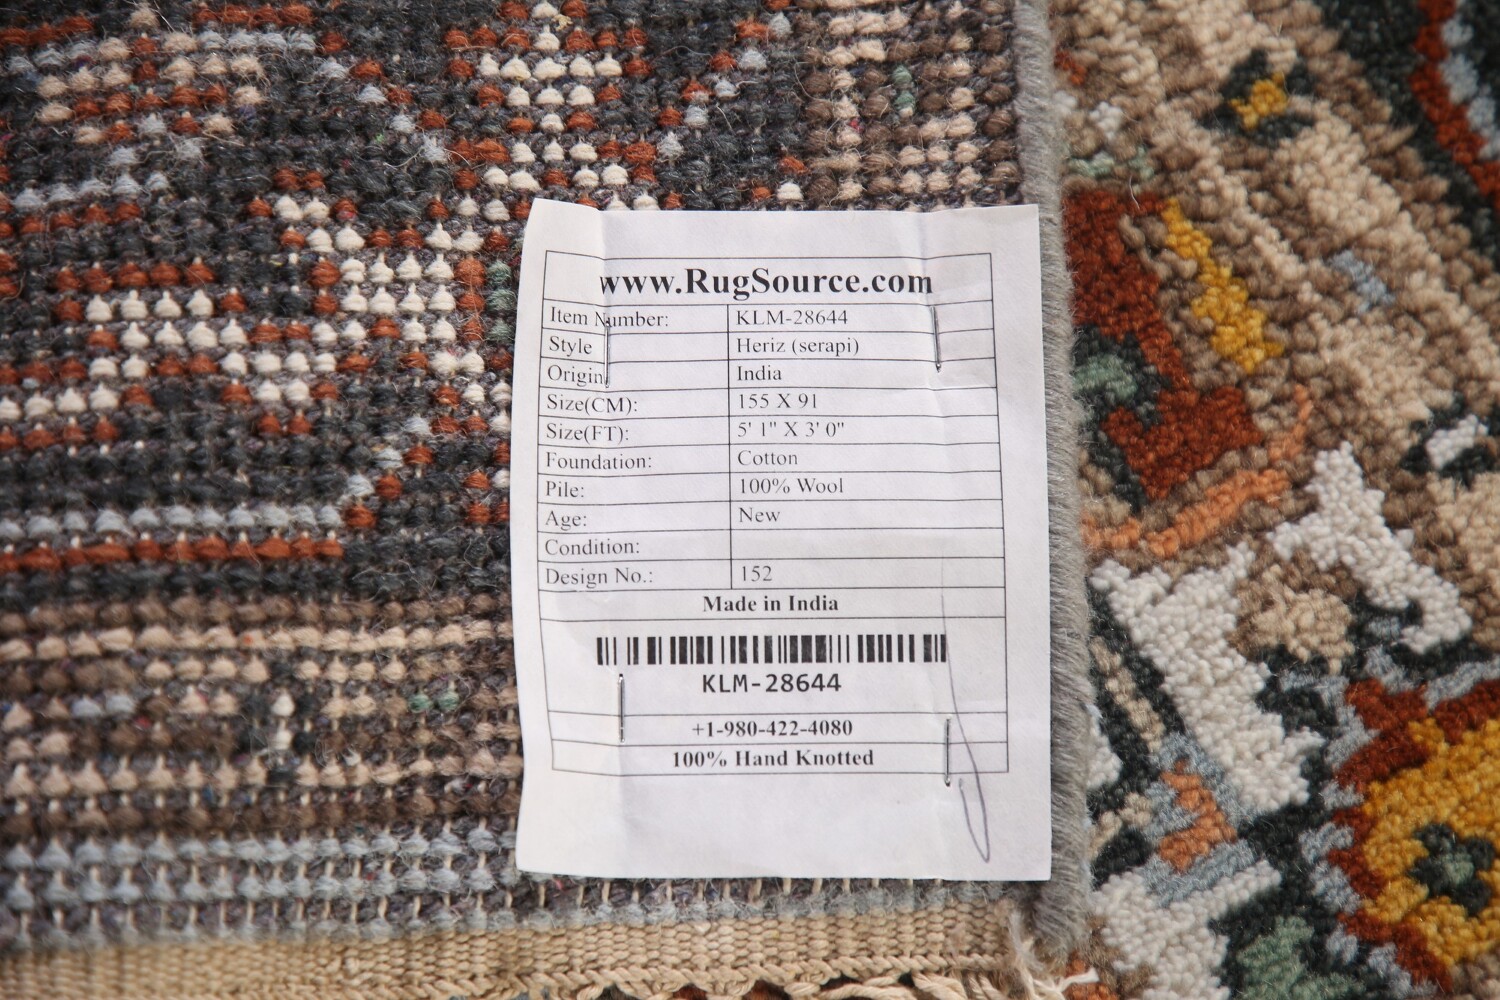 www.RugSource.com
Item Number: KLM-28644
Style Heriz (serapi)
Origin India
Size(CM): 155 X 91
Size(FT): 5' 1" X 3' 0"
Foundation: Cotton
Pile: 100% Wool
Age: New
Condition:
Design No.: 152
Made in India
KLM-28644
+1-980-422-4080
100% Hand Knotted